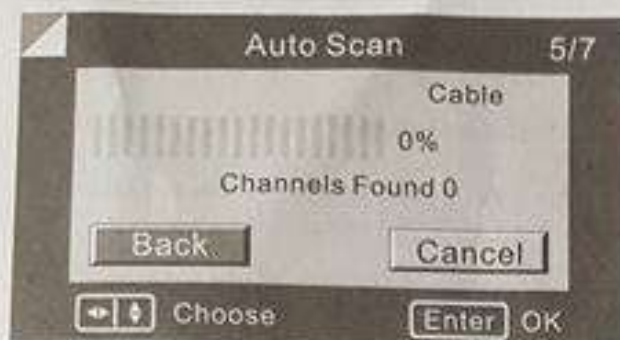 Auto Scan 5/7
Cable
0%
Channels Found 0
Back Cancel
Choose Enter OK